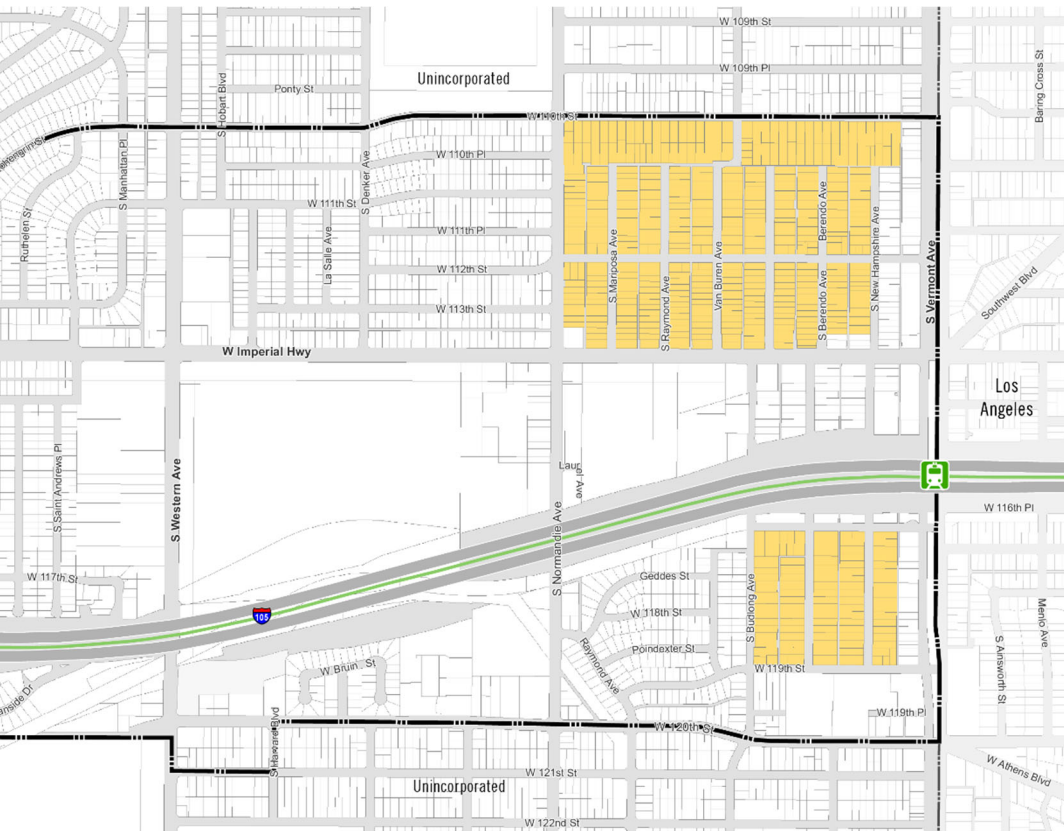 W 109th St
W 109th Pl
Unincorporated
Ponty St
S Hobart Blvd
Baring Cross St
W 110th St
S Manhattan Pl
W 110th Pl
S Denker Ave
W 111th St
Ruthelen St
La Salle Ave
W 111th Pl
W 112th St
W 113th St
S Mariposa Ave
S Raymond Ave
Van Buren Ave
Berendo Ave
S Berendo Ave
S New Hampshire Ave
S Vermont Ave
Southwest Blvd
W Imperial Hwy
Los
Angeles
Laurel Ave
S Saint Andrews Pl
S Western Ave
S Normandie Ave
W 116th Pl
W 117th St
105
Geddes St
W 118th St
Poindexter St
S Budlong Ave
Raymond Ave
W 119th St
W 119th Pl
S Ainsworth St
Menlo Ave
W Bruin St
S Harvard Blvd
W 120th St
W 121st St
Unincorporated
W Athens Blvd
W 122nd St